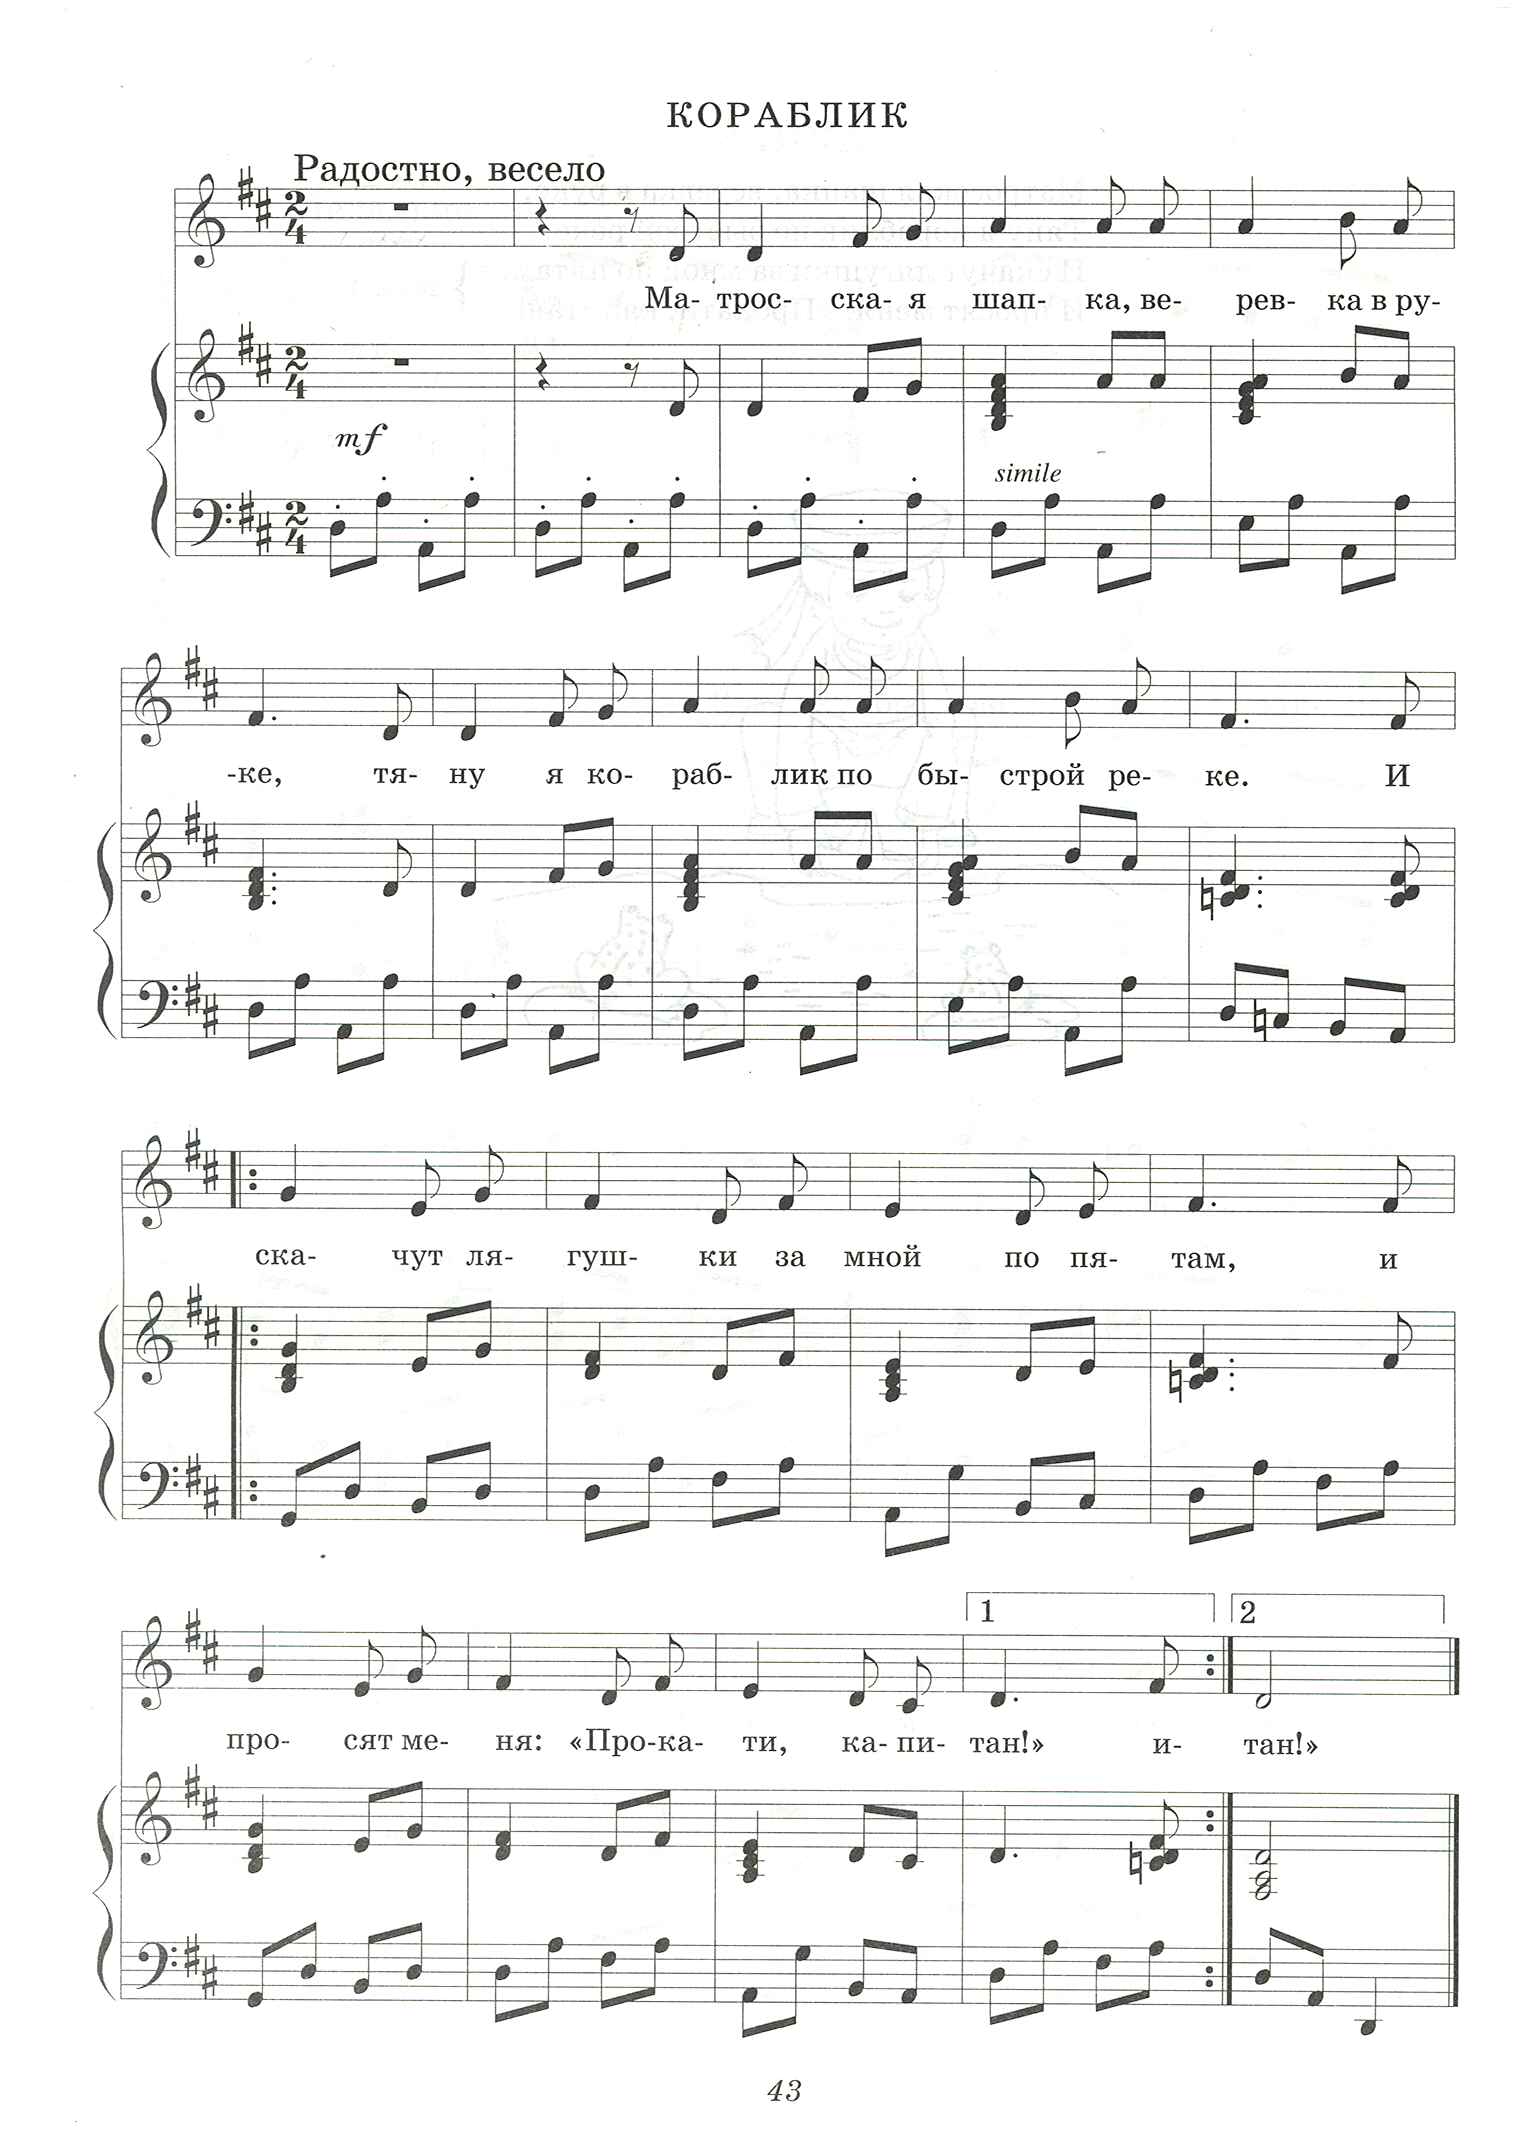 КОРАБЛИК
Радостно, весело
Ма- трос- ска- я шап- ка, ве- рев- ка в ру-
mf
simile
-ке, тя- ну я ко- раб- лик по бы- строй ре- ке. И
ска- чут ля- гуш- ки за мной по пя- там, и
1 2
про- сят ме- ня: «Про-ка- ти, ка- пи- тан!» и- тан!»
43